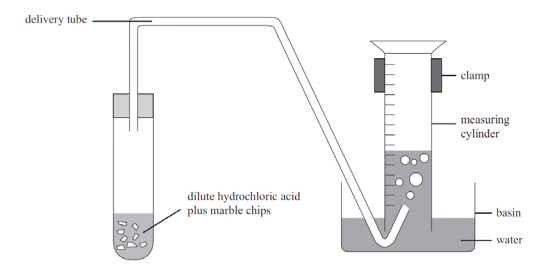 delivery tube
clamp
measuring
cylinder
dilute hydrochloric acid
plus marble chips
basin
water